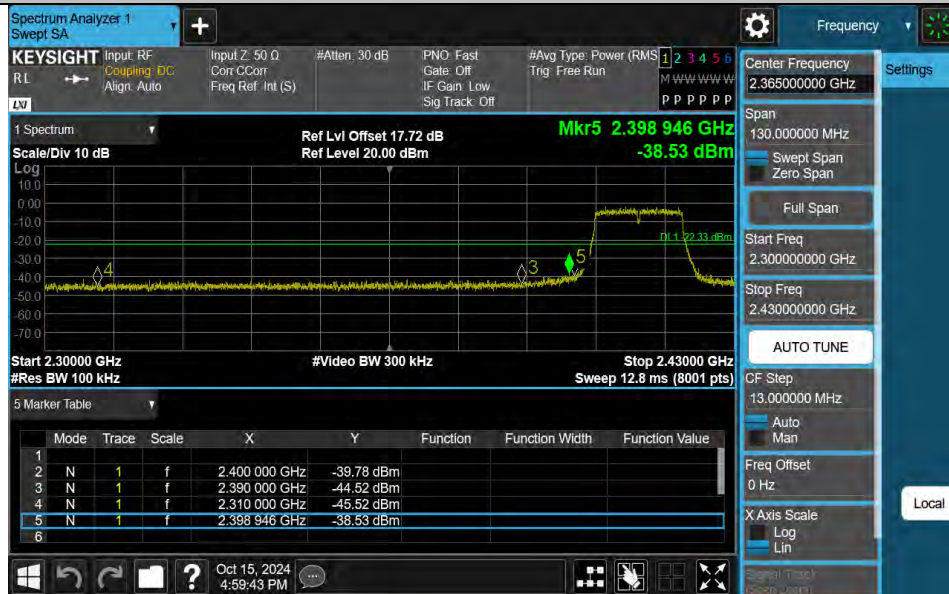 Spectrum Analyzer 1
Swept SA
+
Frequency
KEYSIGHT
RL
LXI
Input: RF
Coupling: DC
Align: Auto
Input Z: 50 Ω
Corr CCorr
Freq Ref: Int (S)
#Atten: 30 dB
PNO: Fast
Gate: Off
IF Gain: Low
Sig Track: Off
#Avg Type: Power (RMS
Trig: Free Run
1 2 3 4 5 6
M W W W W W
P P P P P P
1 Spectrum
Scale/Div 10 dB
Ref Lvl Offset 17.72 dB
Ref Level 20.00 dBm
Mkr5 2.398 946 GHz
-38.53 dBm
Log
10.0
0.00
-10.0
-20.0
-30.0
-40.0
-50.0
-60.0
-70.0
DL1 -22.33 dBm
4
3
5
Start 2.30000 GHz
#Res BW 100 kHz
#Video BW 300 kHz
Stop 2.43000 GHz
Sweep 12.8 ms (8001 pts)
5 Marker Table
Mode Trace Scale X Y Function Function Width Function Value
1
2 N 1 f 2.400 000 GHz -39.78 dBm
3 N 1 f 2.390 000 GHz -44.52 dBm
4 N 1 f 2.310 000 GHz -45.52 dBm
5 N 1 f 2.398 946 GHz -38.53 dBm
6
?
Oct 15, 2024
4:59:43 PM
Center Frequency
2.365000000 GHz
Span
130.000000 MHz
Swept Span
Zero Span
Full Span
Start Freq
2.300000000 GHz
Stop Freq
2.430000000 GHz
AUTO TUNE
CF Step
13.000000 MHz
Auto
Man
Freq Offset
0 Hz
X Axis Scale
Log
Lin
Signal Track
(Span Zoom)
Settings
Local